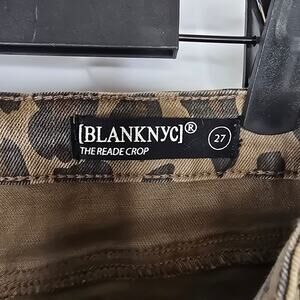 [BLANKNYC]®
THE READE CROP
27